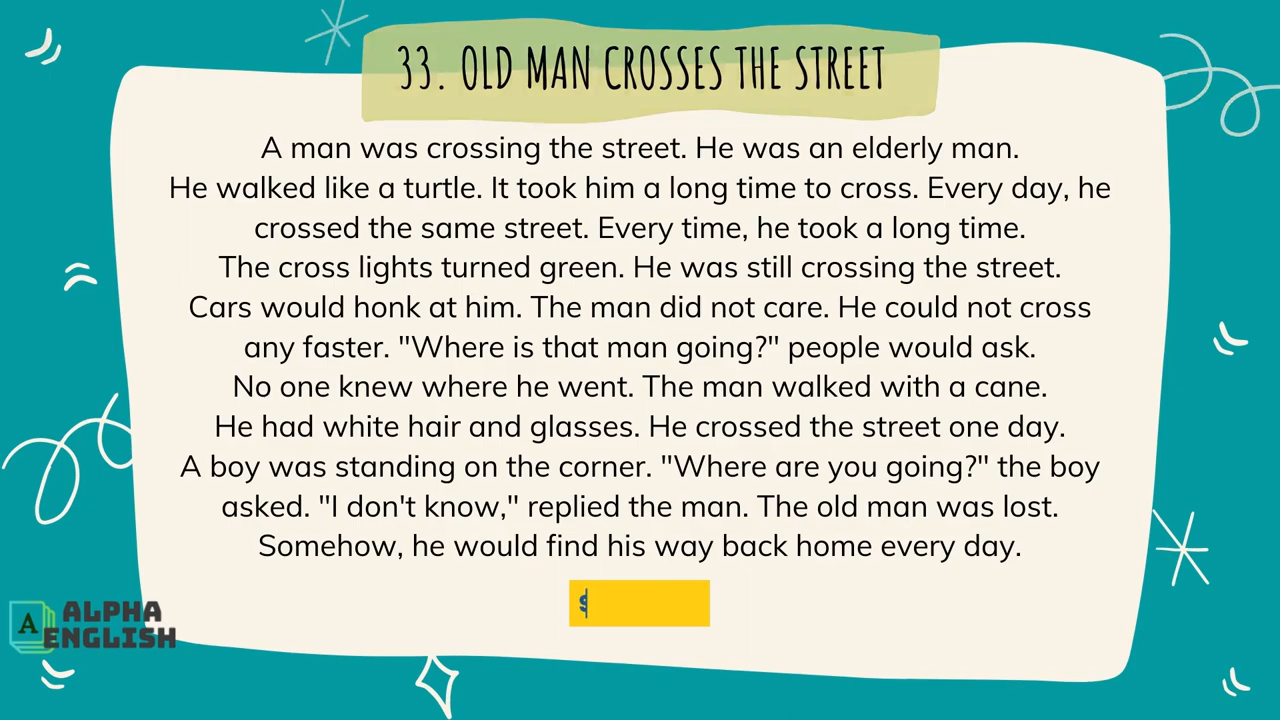 33. OLD MAN CROSSES THE STREET
A man was crossing the street. He was an elderly man.
He walked like a turtle. It took him a long time to cross. Every day, he
crossed the same street. Every time, he took a long time.
The cross lights turned green. He was still crossing the street.
Cars would honk at him. The man did not care. He could not cross
any faster. "Where is that man going?" people would ask.
No one knew where he went. The man walked with a cane.
He had white hair and glasses. He crossed the street one day.
A boy was standing on the corner. "Where are you going?" the boy
asked. "I don't know," replied the man. The old man was lost.
Somehow, he would find his way back home every day.
A ALPHA
ENGLISH